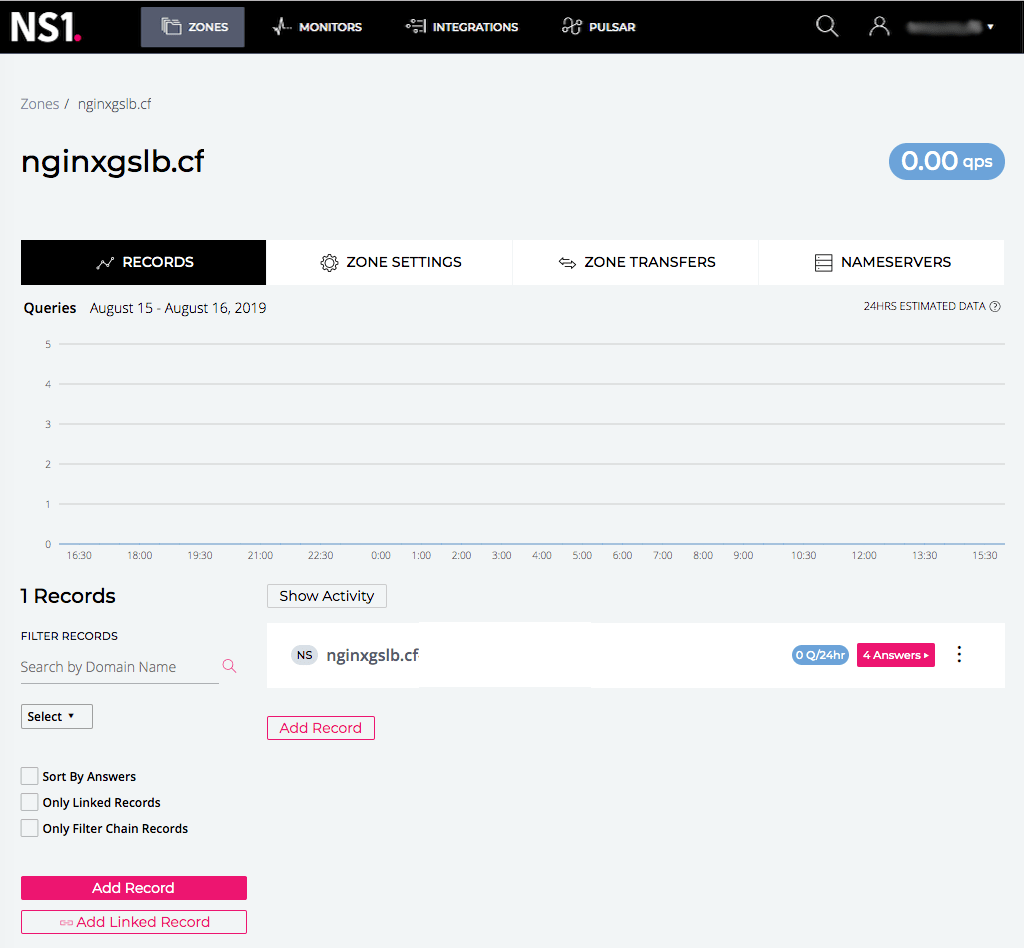 NS1.
ZONES
MONITORS
INTEGRATIONS
PULSAR
Zones / nginxgslb.cf
nginxgslb.cf
0.00 qps
RECORDS
ZONE SETTINGS
ZONE TRANSFERS
NAMESERVERS
Queries August 15 - August 16, 2019
24HRS ESTIMATED DATA ?
5
4
3
2
1
0
16:30 18:00 19:30 21:00 22:30 0:00 1:00 2:00 3:00 4:00 5:00 6:00 7:00 8:00 9:00 10:30 12:00 13:30 15:30
1 Records
Show Activity
FILTER RECORDS
Search by Domain Name
NS nginxgslb.cf
0 Q/24hr
4 Answers ▸
Select ▾
Add Record
Sort By Answers
Only Linked Records
Only Filter Chain Records
Add Record
Add Linked Record